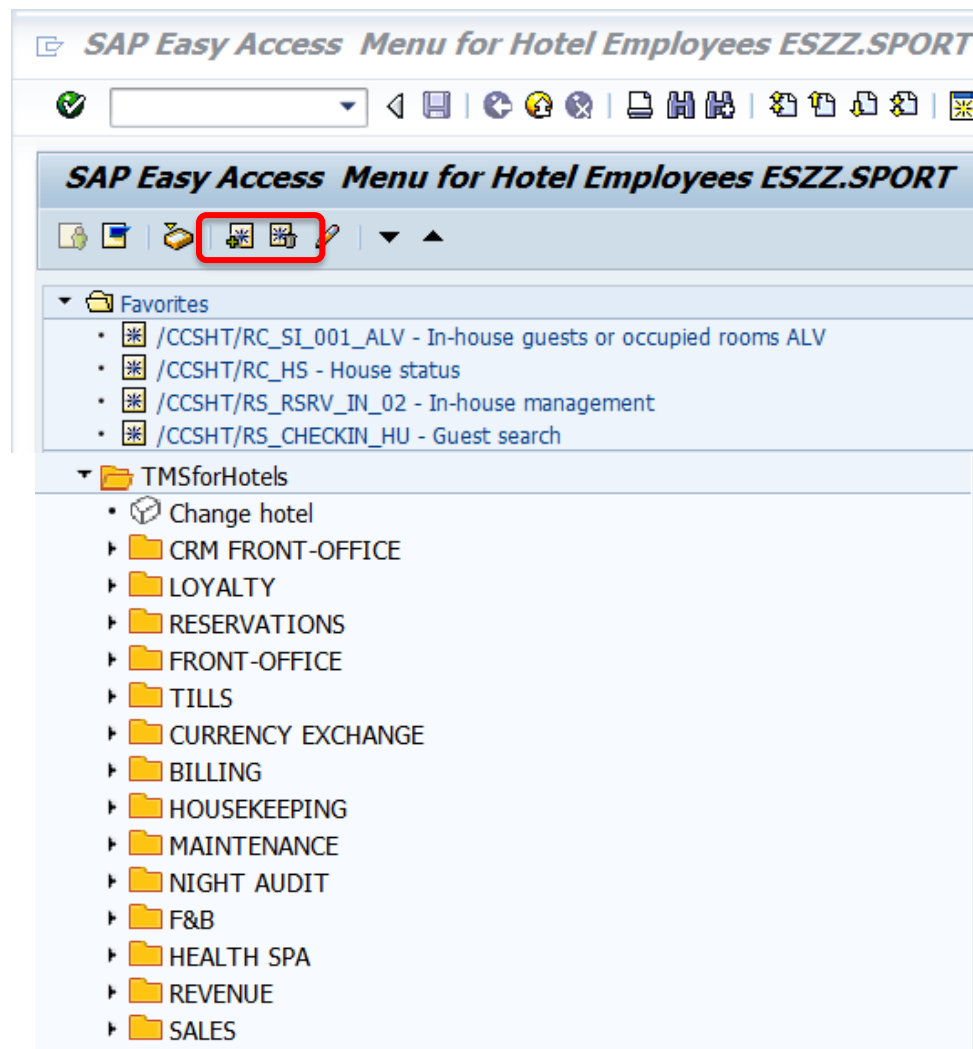 SAP Easy Access Menu for Hotel Employees ESZZ.SPORT
SAP Easy Access Menu for Hotel Employees ESZZ.SPORT
Favorites
/CCSHT/RC_SI_001_ALV - In-house guests or occupied rooms ALV
/CCSHT/RC_HS - House status
/CCSHT/RS_RSRV_IN_02 - In-house management
/CCSHT/RS_CHECKIN_HU - Guest search
TMSforHotels
Change hotel
CRM FRONT-OFFICE
LOYALTY
RESERVATIONS
FRONT-OFFICE
TILLS
CURRENCY EXCHANGE
BILLING
HOUSEKEEPING
MAINTENANCE
NIGHT AUDIT
F&B
HEALTH SPA
REVENUE
SALES